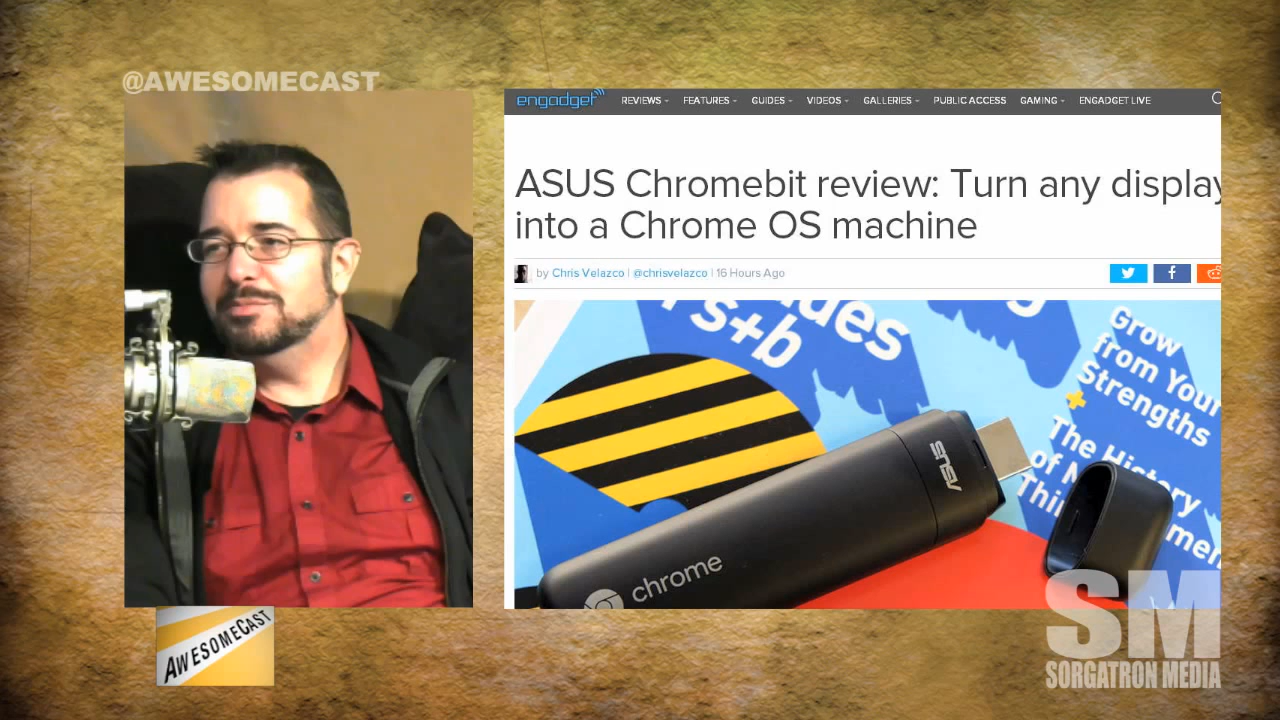 @AWESOMECAST
engadget
REVIEWS FEATURES GUIDES VIDEOS GALLERIES PUBLIC ACCESS GAMING ENGADGET LIVE
ASUS Chromebit review: Turn any display
into a Chrome OS machine
by Chris Velazco | @chrisvelazco | 16 Hours Ago
s+b
Grow
from Your
Strengths
+
The History
of
ASUS
chrome
AWESOMECAST
SM
SORGATRON MEDIA